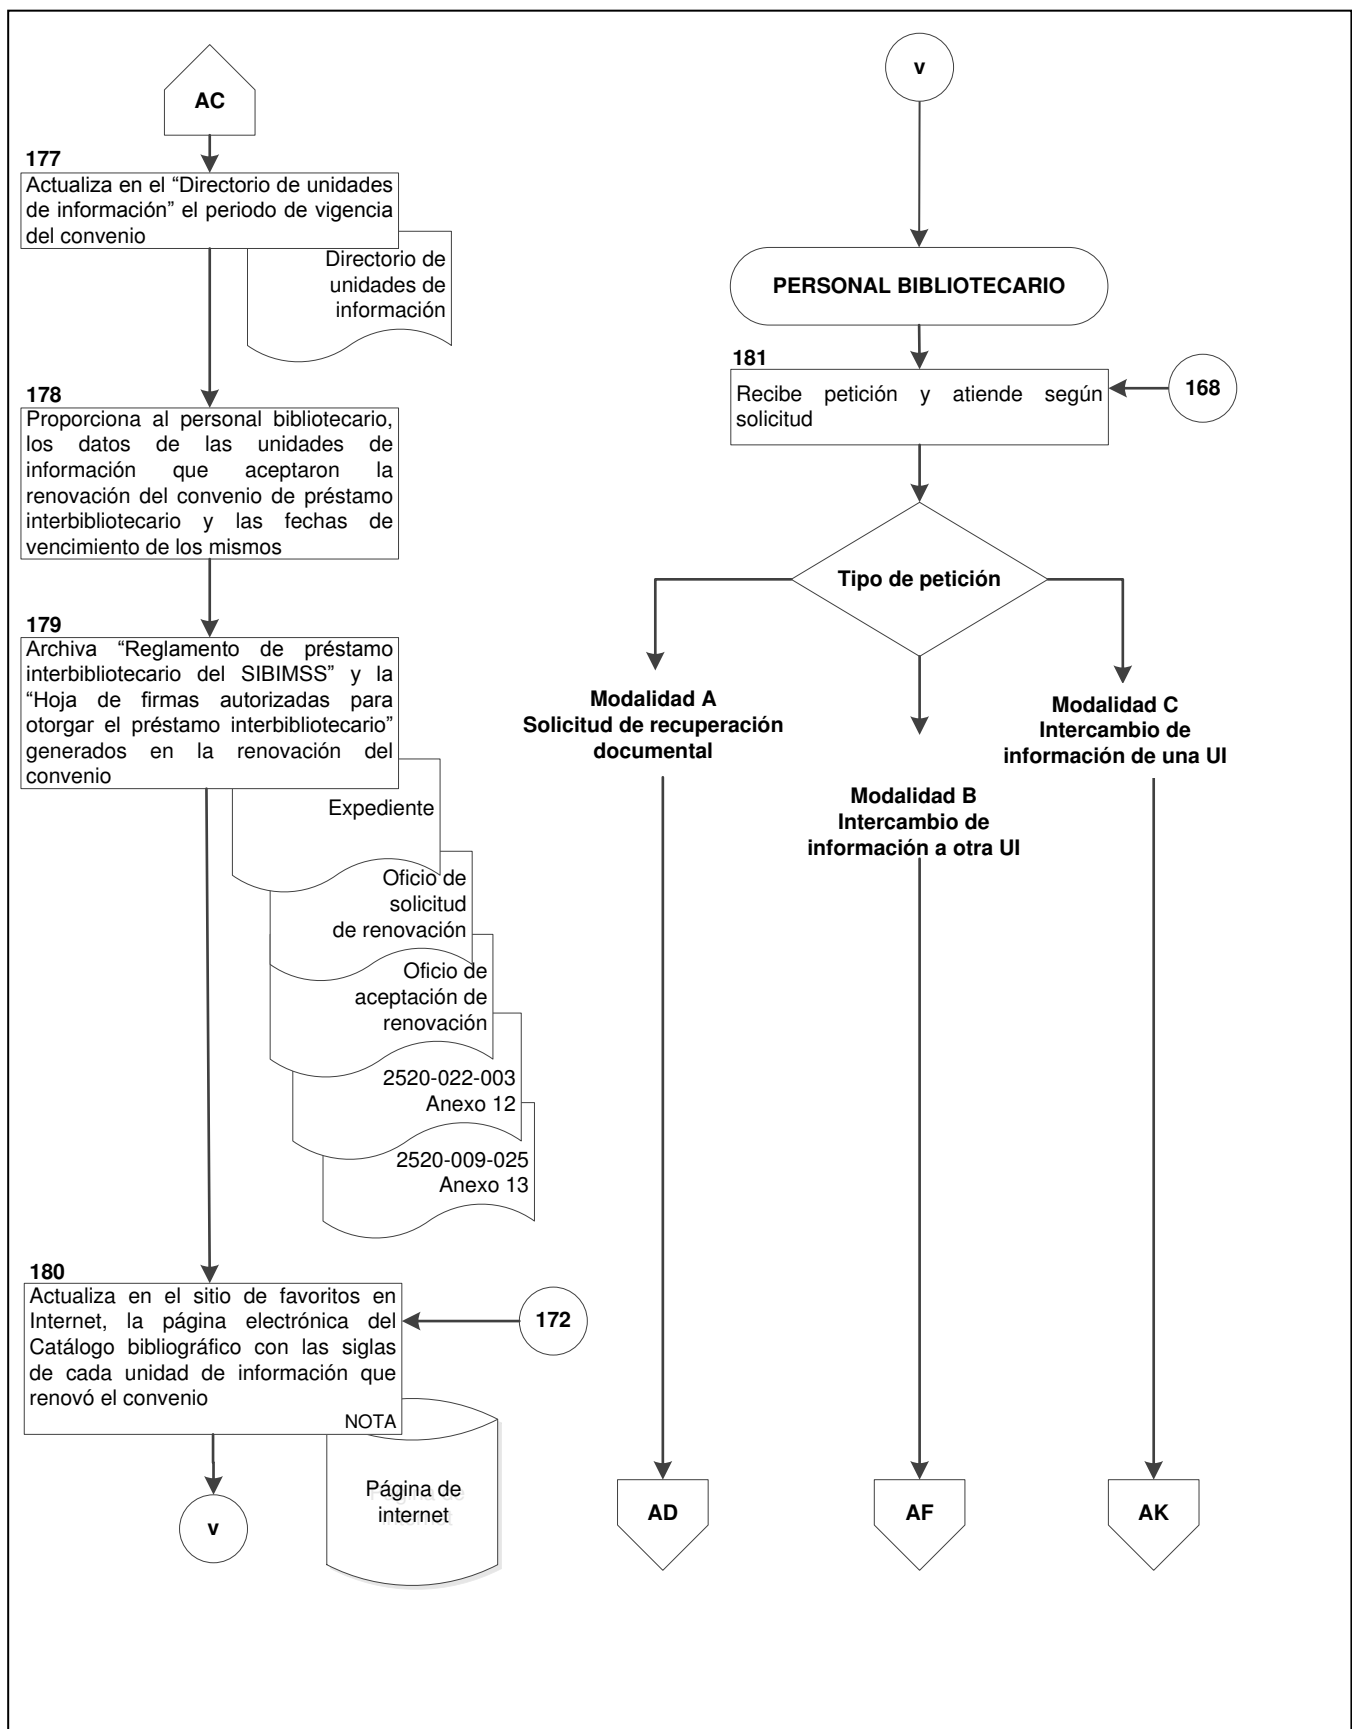 AC
177
Actualiza en el “Directorio de unidades
de información” el periodo de vigencia
del convenio
Directorio de
unidades de
información
178
Proporciona al personal bibliotecario,
los datos de las unidades de
información que aceptaron la
renovación del convenio de préstamo
interbibliotecario y las fechas de
vencimiento de los mismos
179
Archiva “Reglamento de préstamo
interbibliotecario del SIBIMSS” y la
“Hoja de firmas autorizadas para
otorgar el préstamo interbibliotecario”
generados en la renovación del
convenio
Expediente
Oficio de
solicitud
de renovación
Oficio de
aceptación de
renovación
2520-022-003
Anexo 12
2520-009-025
Anexo 13
180
Actualiza en el sitio de favoritos en
Internet, la página electrónica del
Catálogo bibliográfico con las siglas
de cada unidad de información que
renovó el convenio
NOTA
172
Página de
internet
v
v
PERSONAL BIBLIOTECARIO
181
Recibe petición y atiende según
solicitud
168
Tipo de petición
Modalidad A
Solicitud de recuperación
documental
Modalidad B
Intercambio de
información a otra UI
Modalidad C
Intercambio de
información de una UI
AD
AF
AK